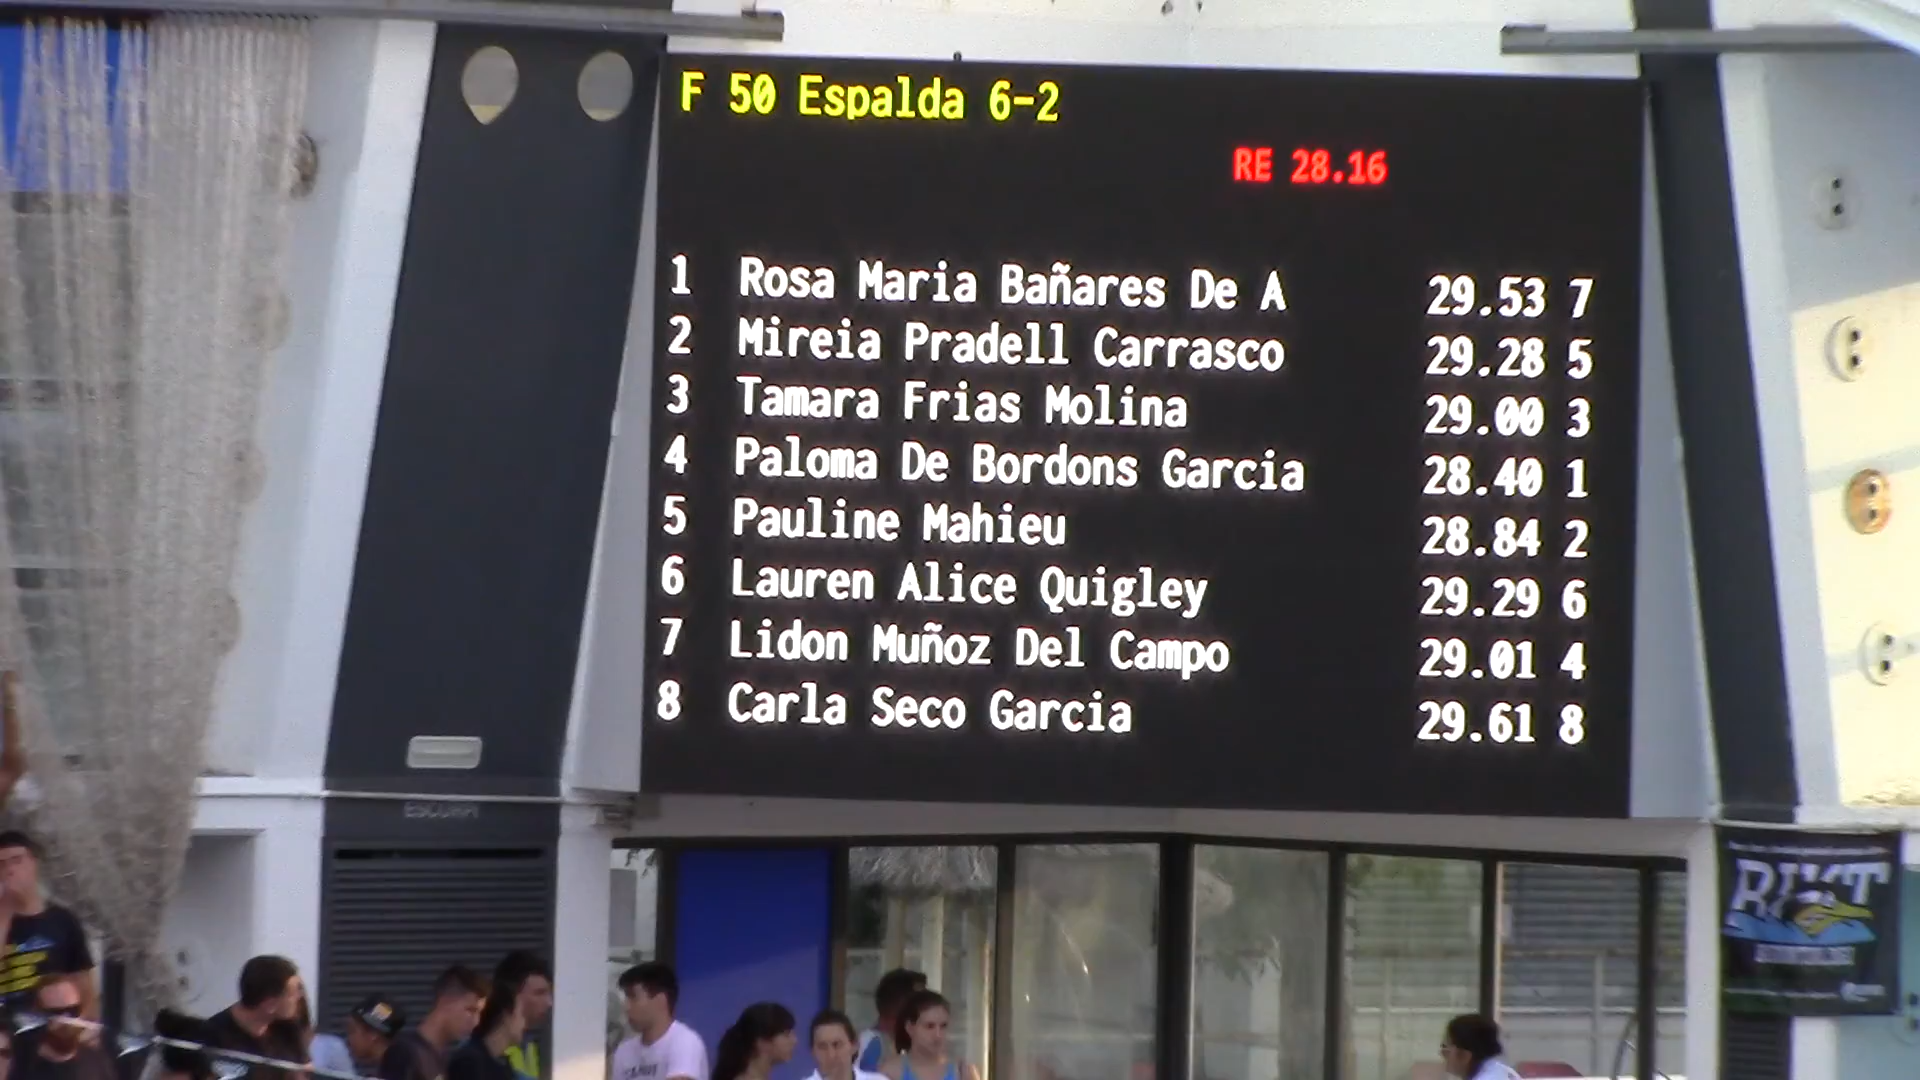 F 50 Espalda 6-2
RE 28.16
1 Rosa Maria Bañares De A 29.53 7
2 Mireia Pradell Carrasco 29.28 5
3 Tamara Frias Molina 29.00 3
4 Paloma De Bordons Garcia 28.40 1
5 Pauline Mahieu 28.84 2
6 Lauren Alice Quigley 29.29 6
7 Lidon Muñoz Del Campo 29.01 4
8 Carla Seco Garcia 29.61 8